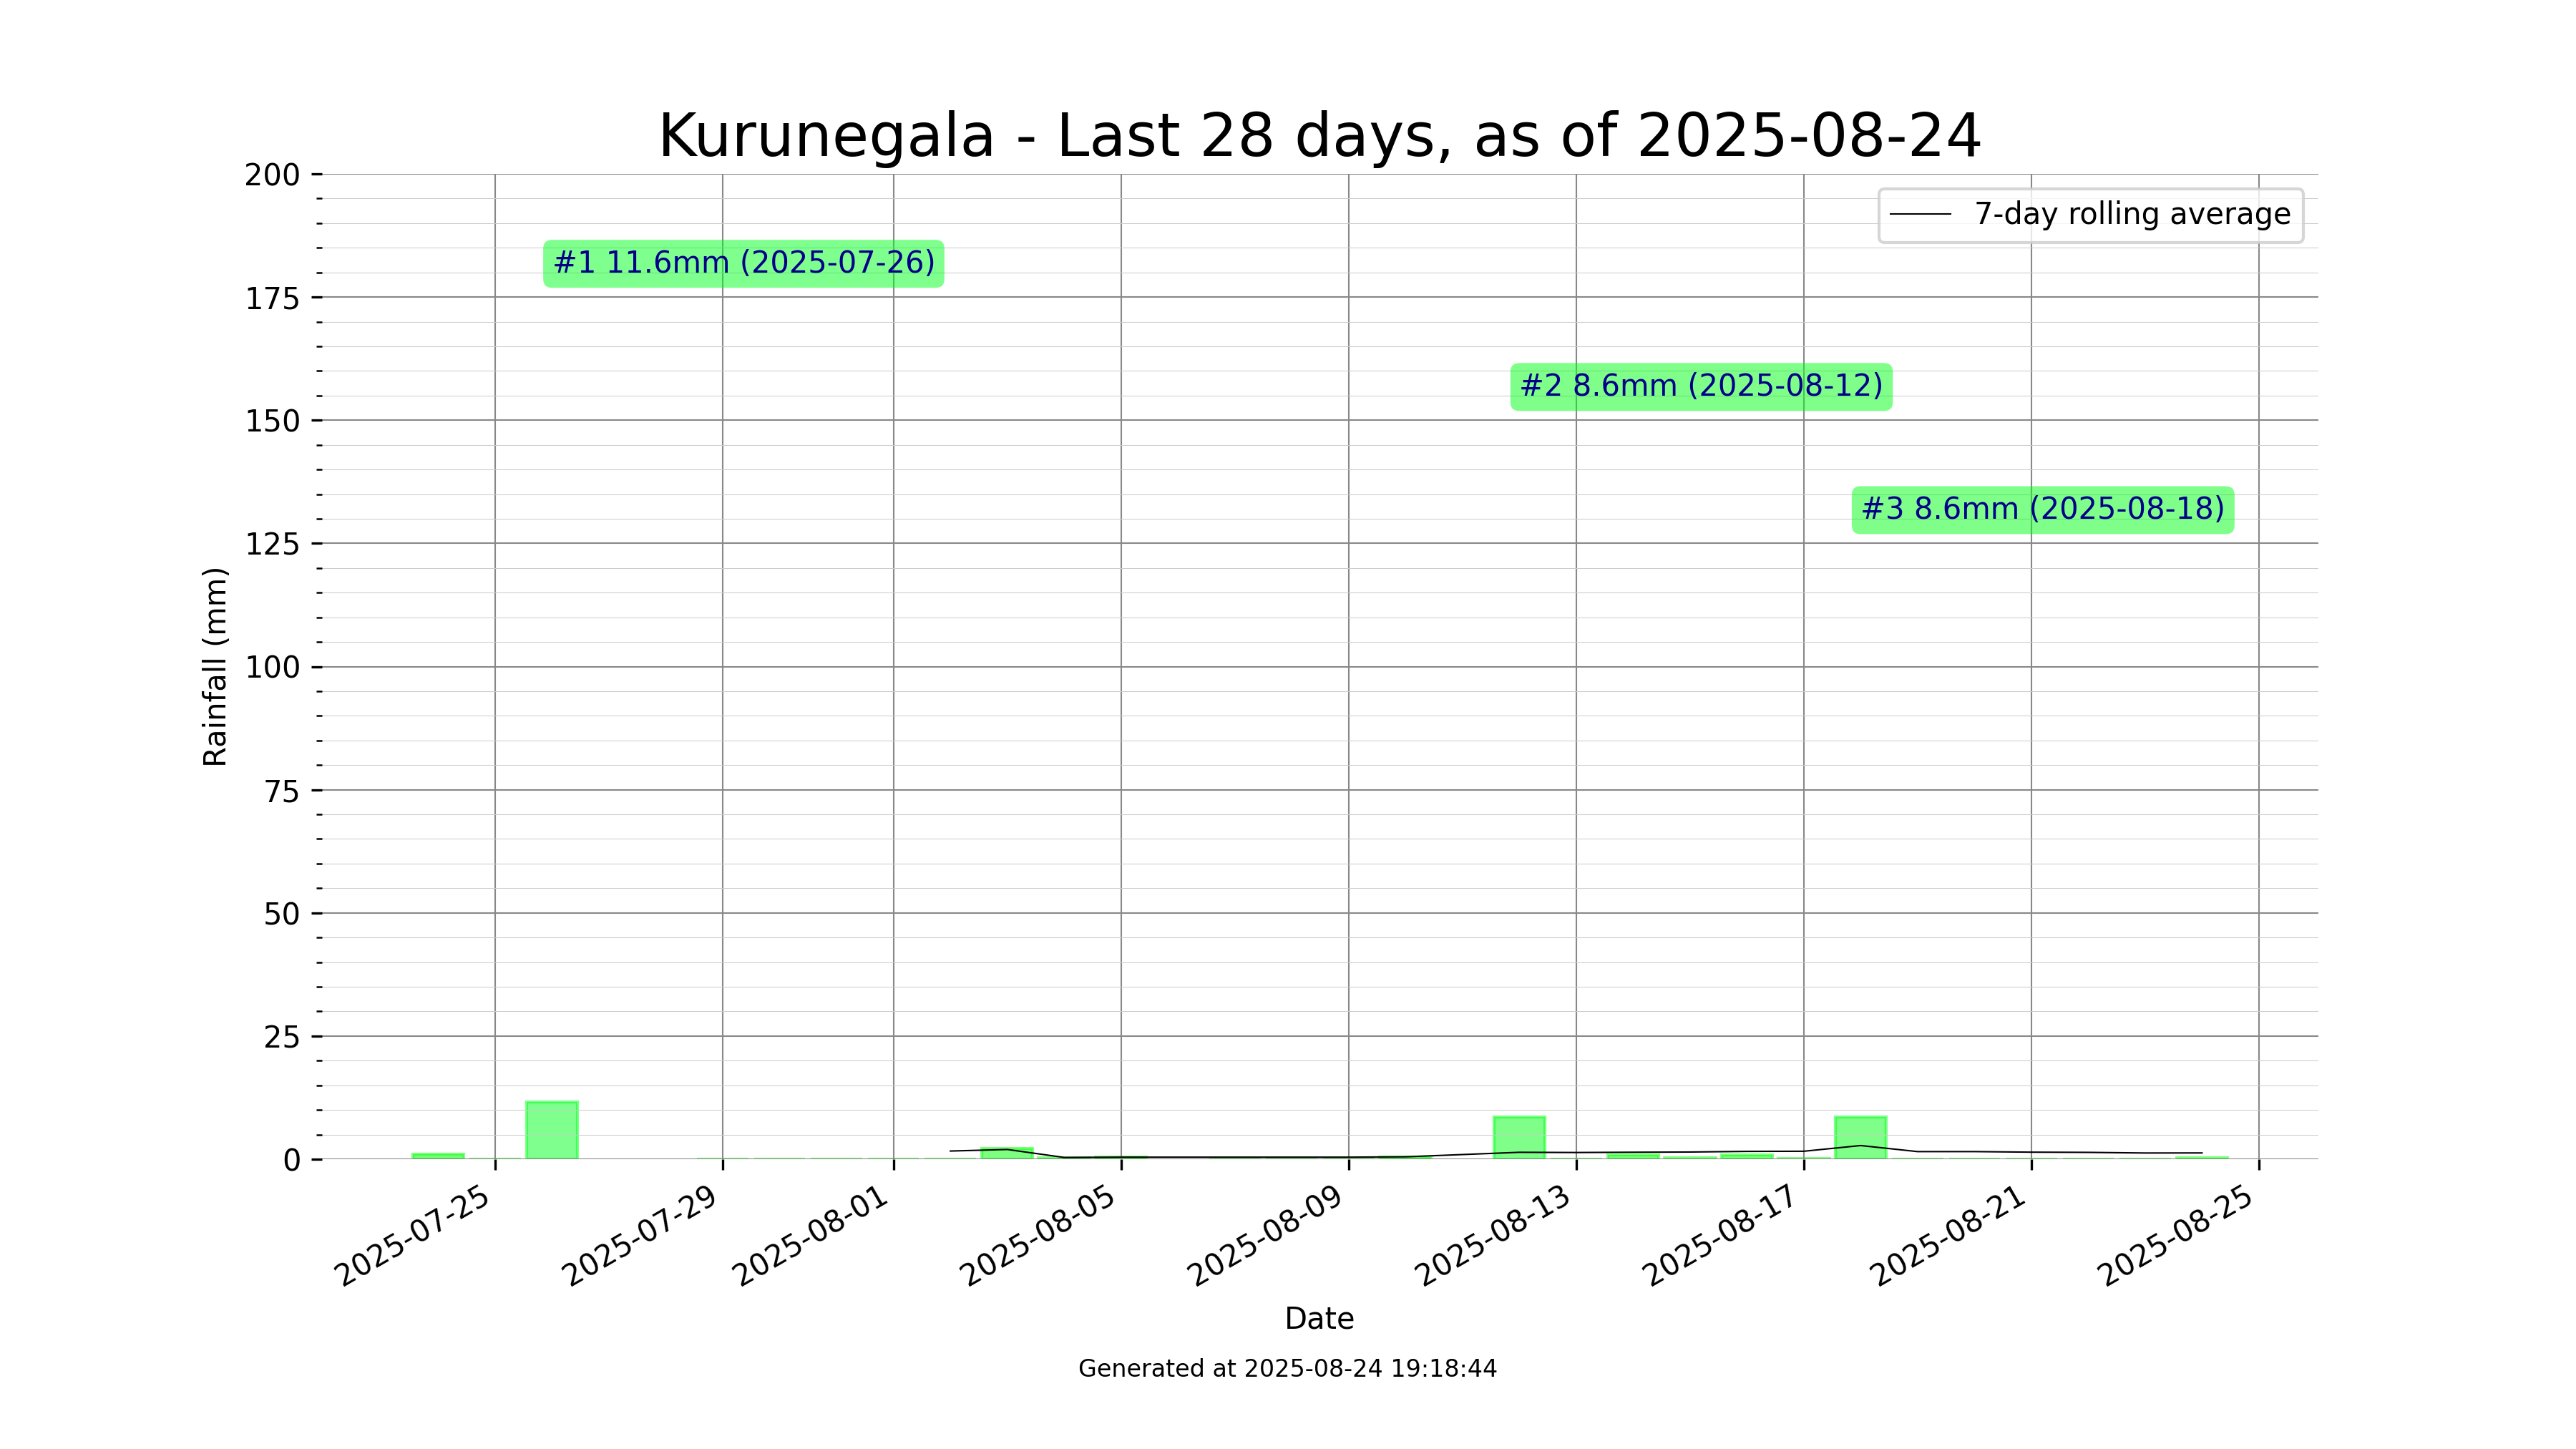 Kurunegala - Last 28 days, as of 2025-08-24
200
175
150
125
100
75
50
25
0
Rainfall (mm)
7-day rolling average
#1 11.6mm (2025-07-26)
#2 8.6mm (2025-08-12)
#3 8.6mm (2025-08-18)
2025-07-25
2025-07-29
2025-08-01
2025-08-05
2025-08-09
2025-08-13
2025-08-17
2025-08-21
2025-08-25
Date
Generated at 2025-08-24 19:18:44